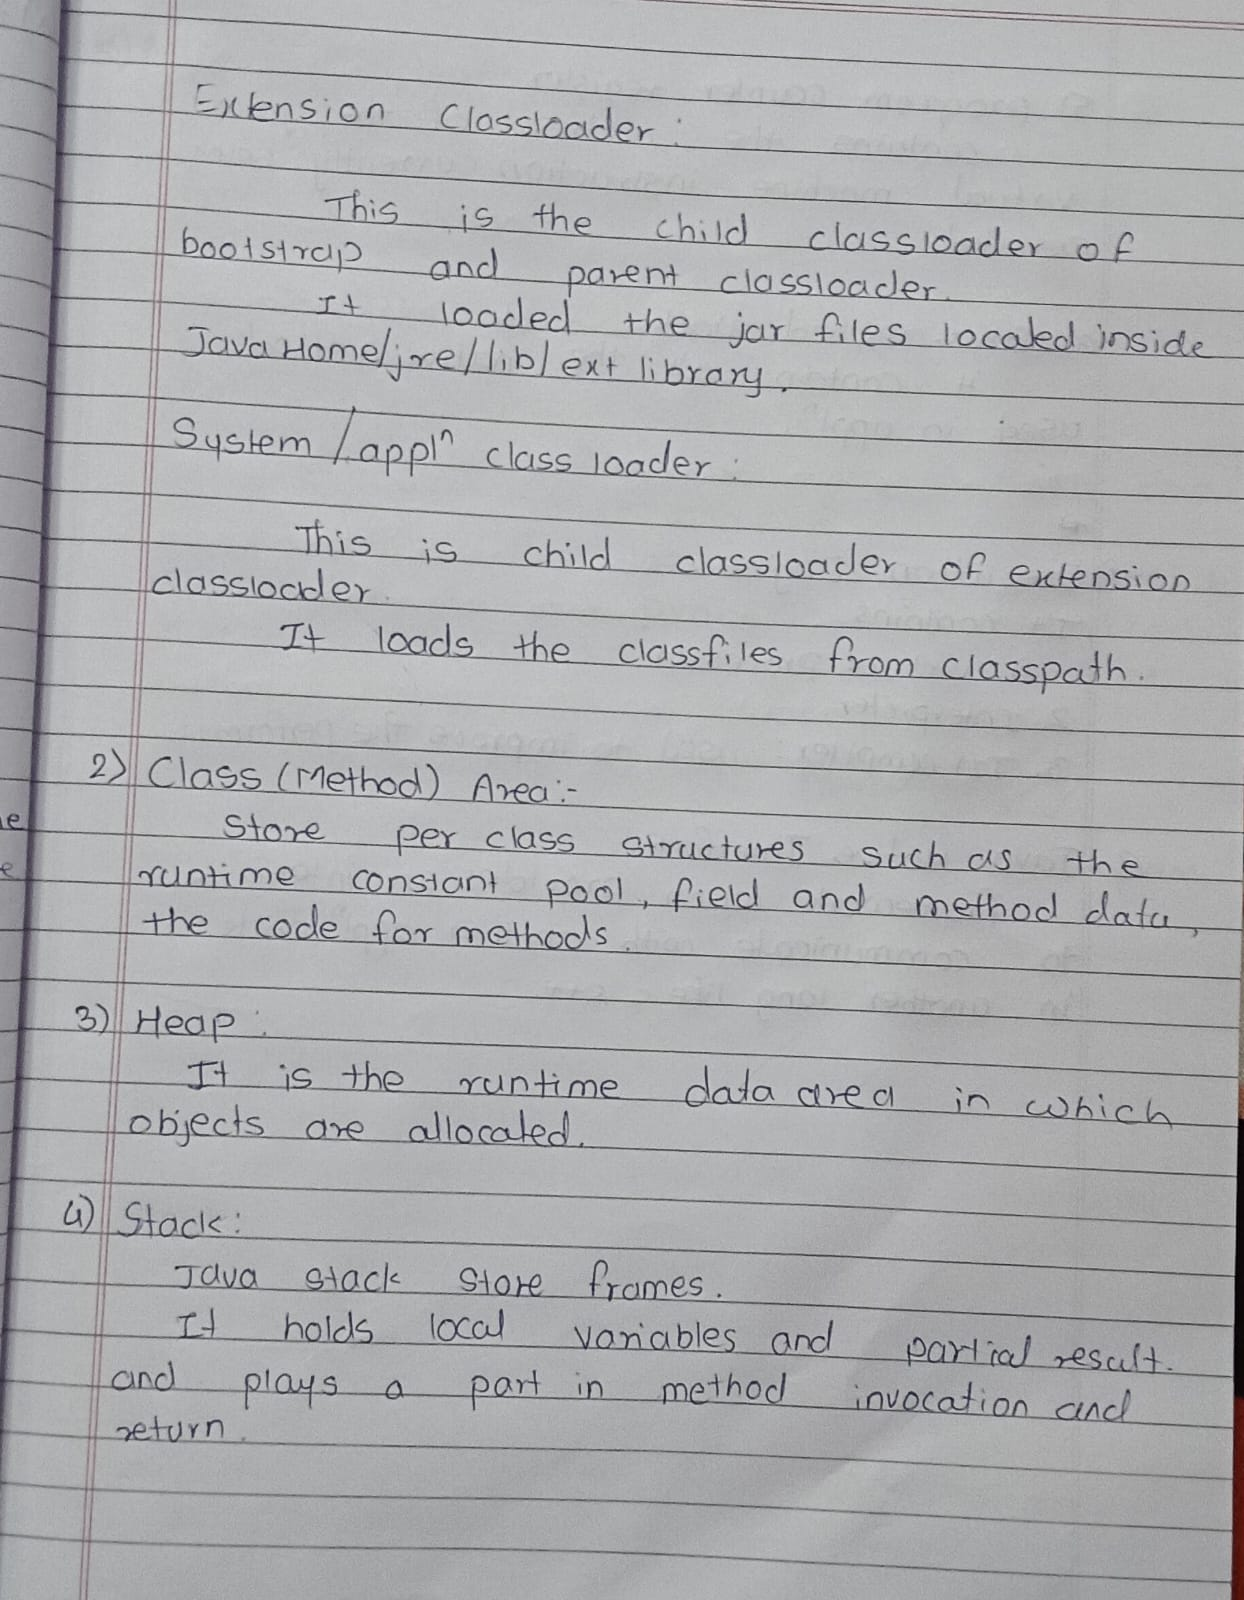 Extension Classloader:
This is the child classloader of
bootstrap and parent classloader.
It loaded the jar files located inside
Java Home/jre/lib/ext library.
System /appln class loader:
This is child classloader of extension
classloader.
It loads the classfiles from classpath.
2) Class (Method) Area:-
Store per class structures such as the
runtime constant pool, field and method data,
the code for methods.
3) Heap:
It is the runtime data area in which
objects are allocated.
4) Stack:
Java stack store frames.
It holds local variables and partial result.
and plays a part in method invocation and
return.